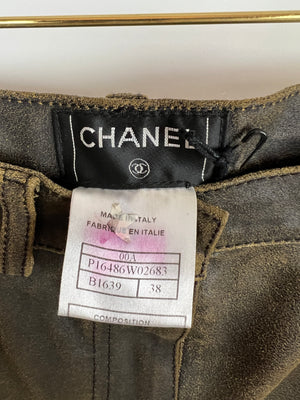 CHANEL
MADE IN ITALY
FABRIQUE EN ITALIE
00A
P16486W02683
B1639 38
COMPOSITION